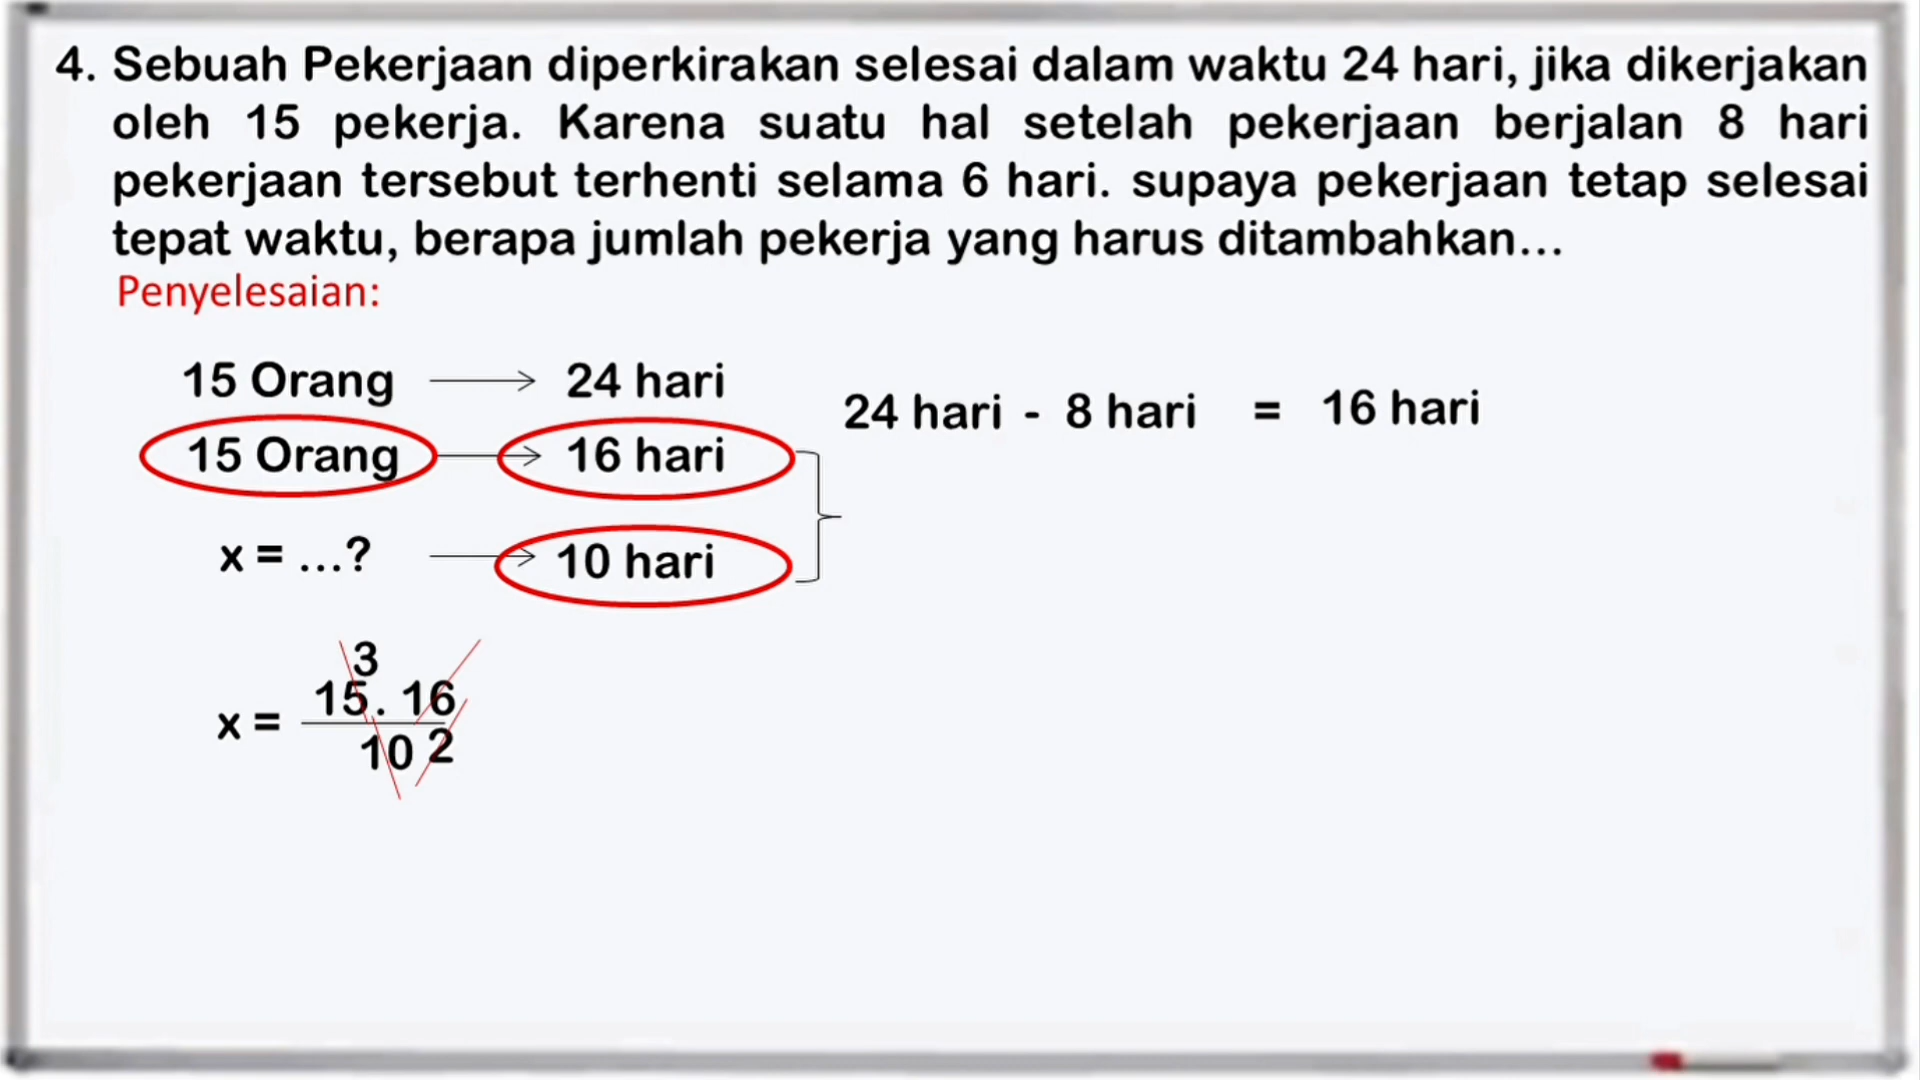 4. Sebuah Pekerjaan diperkirakan selesai dalam waktu 24 hari, jika dikerjakan
oleh 15 pekerja. Karena suatu hal setelah pekerjaan berjalan 8 hari
pekerjaan tersebut terhenti selama 6 hari. supaya pekerjaan tetap selesai
tepat waktu, berapa jumlah pekerja yang harus ditambahkan...
Penyelesaian:
15 Orang → 24 hari
24 hari - 8 hari = 16 hari
15 Orang → 16 hari
x = ...? → 10 hari
3
15. 16
x =
10 2